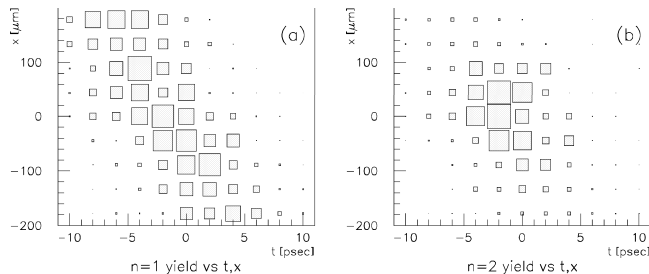 x [μm]
(a)
100
0
−100
−200
−10
−5
0
5
10
t [psec]
n=1 yield vs t,x
x [μm]
(b)
100
0
−100
−200
−10
−5
0
5
10
t [psec]
n=2 yield vs t,x